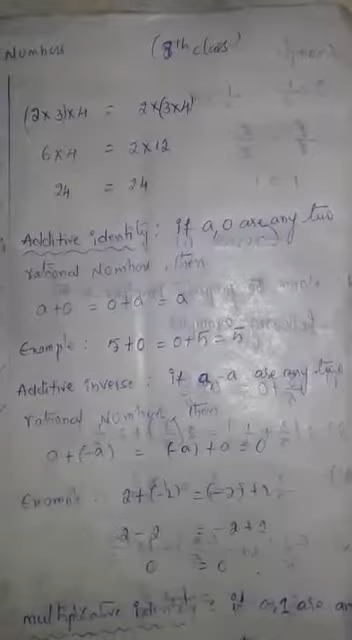 Numbers (8th class)
(2×3)×4 = 2×(3×4)
6×4 = 2×12
24 = 24
Additive identity: if a,0 are any two
rational Numbers, then
a+0 = 0+a = a
Example: 5+0 = 0+5 = 5
Additive inverse: if a,-a are any two
rational Number, then
a+(-a) = (-a)+a = 0
Example: 2+(-2) = (-2)+2
2-2 = -2+2
0 = 0
multiplicative identity: if a,1 are an